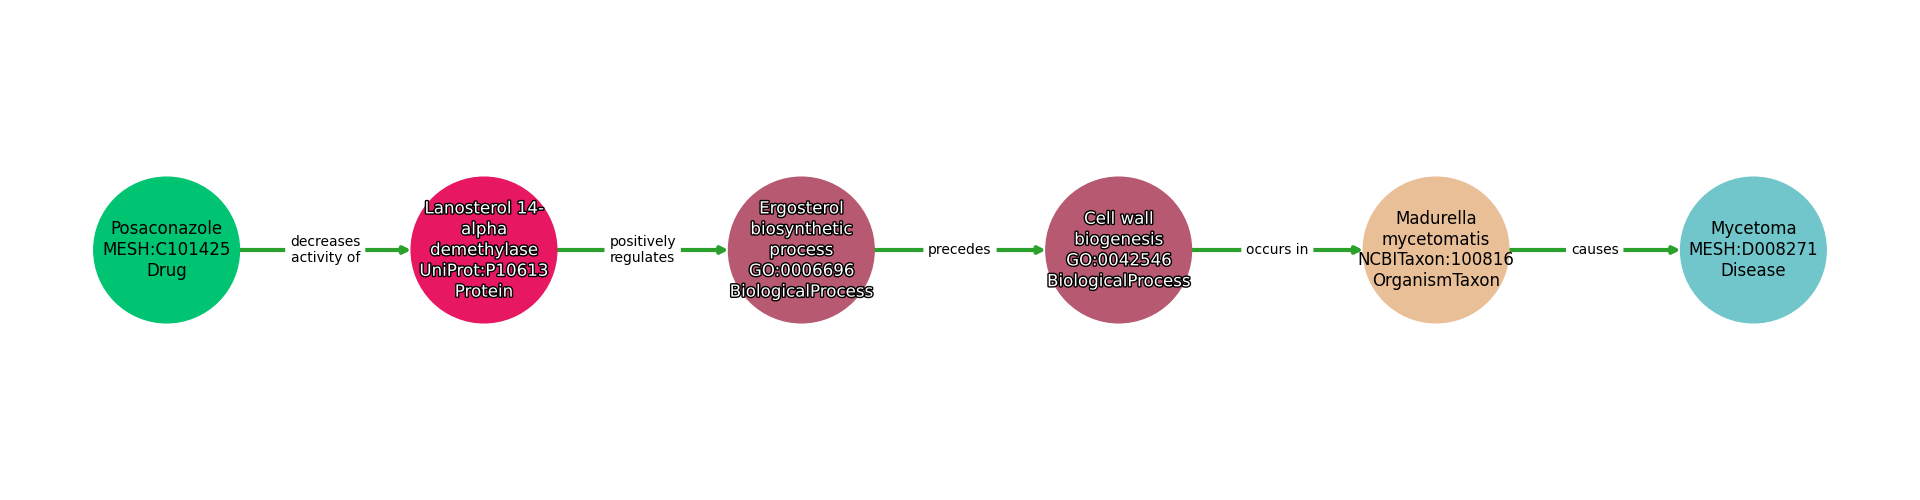 Posaconazole
MESH:C101425
Drug
decreases
activity of
Lanosterol 14-
alpha
demethylase
UniProt:P10613
Protein
positively
regulates
Ergosterol
biosynthetic
process
GO:0006696
BiologicalProcess
precedes
Cell wall
biogenesis
GO:0042546
BiologicalProcess
occurs in
Madurella
mycetomatis
NCBITaxon:100816
OrganismTaxon
causes
Mycetoma
MESH:D008271
Disease